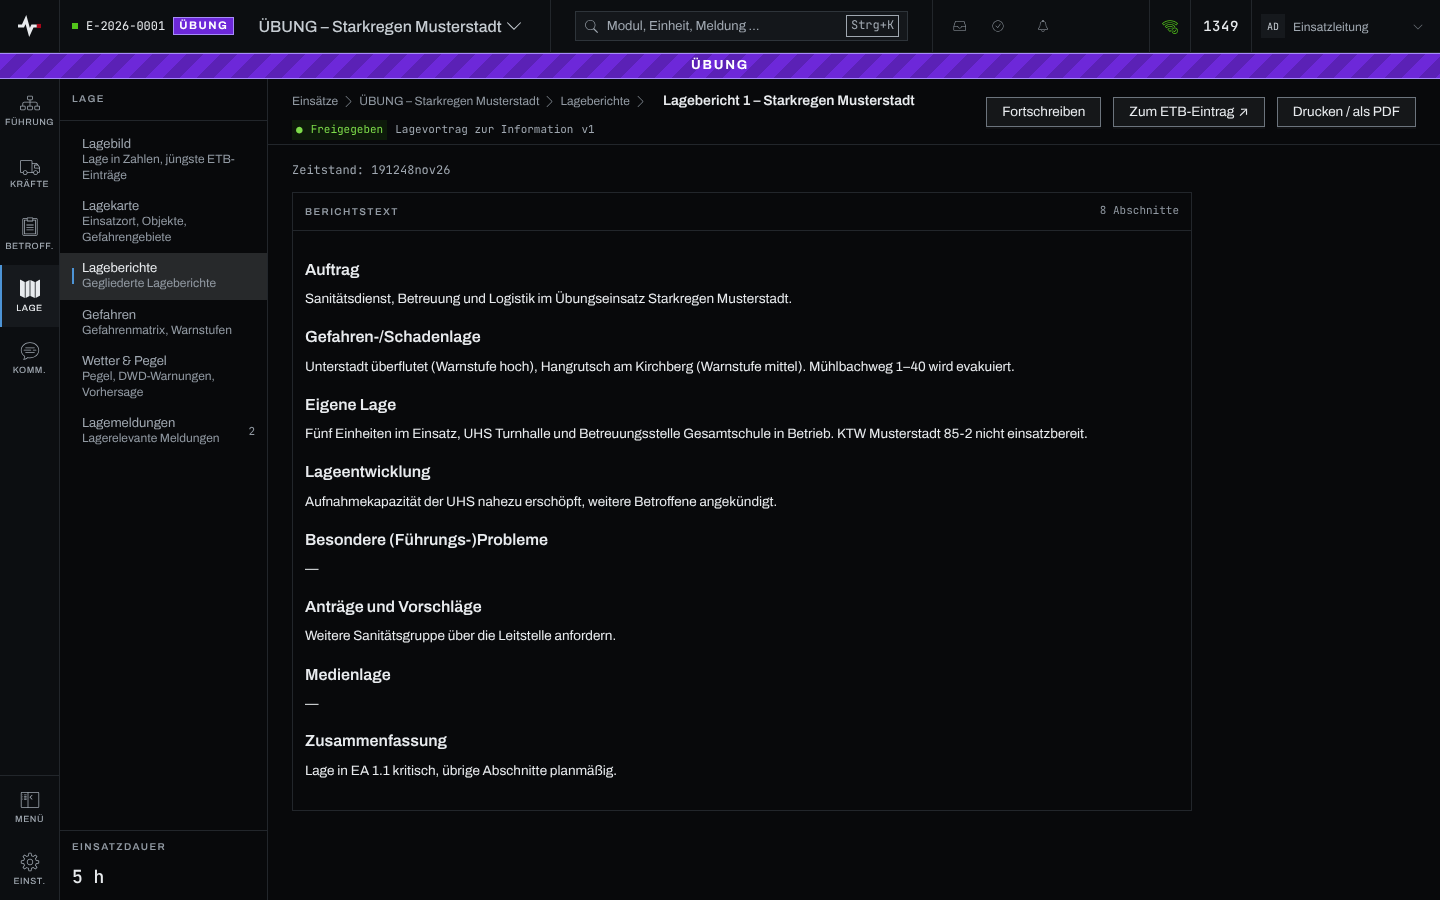 E-2026-0001 ÜBUNG ÜBUNG – Starkregen Musterstadt Modul, Einheit, Meldung ... Strg+K 1349 AD Einsatzleitung
ÜBUNG
FÜHRUNG
KRÄFTE
BETROFF.
LAGE
KOMM.
MENÜ
EINST.
LAGE
Lagebild
Lage in Zahlen, jüngste ETB-
Einträge
Lagekarte
Einsatzort, Objekte,
Gefahrengebiete
Lageberichte
Gegliederte Lageberichte
Gefahren
Gefahrenmatrix, Warnstufen
Wetter & Pegel
Pegel, DWD-Warnungen,
Vorhersage
Lagemeldungen
Lagerelevante Meldungen 2
EINSATZDAUER
5 h
Einsätze ÜBUNG – Starkregen Musterstadt Lageberichte Lagebericht 1 – Starkregen Musterstadt
Freigegeben Lagevortrag zur Information v1
Fortschreiben Zum ETB-Eintrag ↗ Drucken / als PDF
Zeitstand: 191248nov26
BERICHTSTEXT 8 Abschnitte
Auftrag
Sanitätsdienst, Betreuung und Logistik im Übungseinsatz Starkregen Musterstadt.
Gefahren-/Schadenlage
Unterstadt überflutet (Warnstufe hoch), Hangrutsch am Kirchberg (Warnstufe mittel). Mühlbachweg 1–40 wird evakuiert.
Eigene Lage
Fünf Einheiten im Einsatz, UHS Turnhalle und Betreuungsstelle Gesamtschule in Betrieb. KTW Musterstadt 85-2 nicht einsatzbereit.
Lageentwicklung
Aufnahmekapazität der UHS nahezu erschöpft, weitere Betroffene angekündigt.
Besondere (Führungs-)Probleme
—
Anträge und Vorschläge
Weitere Sanitätsgruppe über die Leitstelle anfordern.
Medienlage
—
Zusammenfassung
Lage in EA 1.1 kritisch, übrige Abschnitte planmäßig.